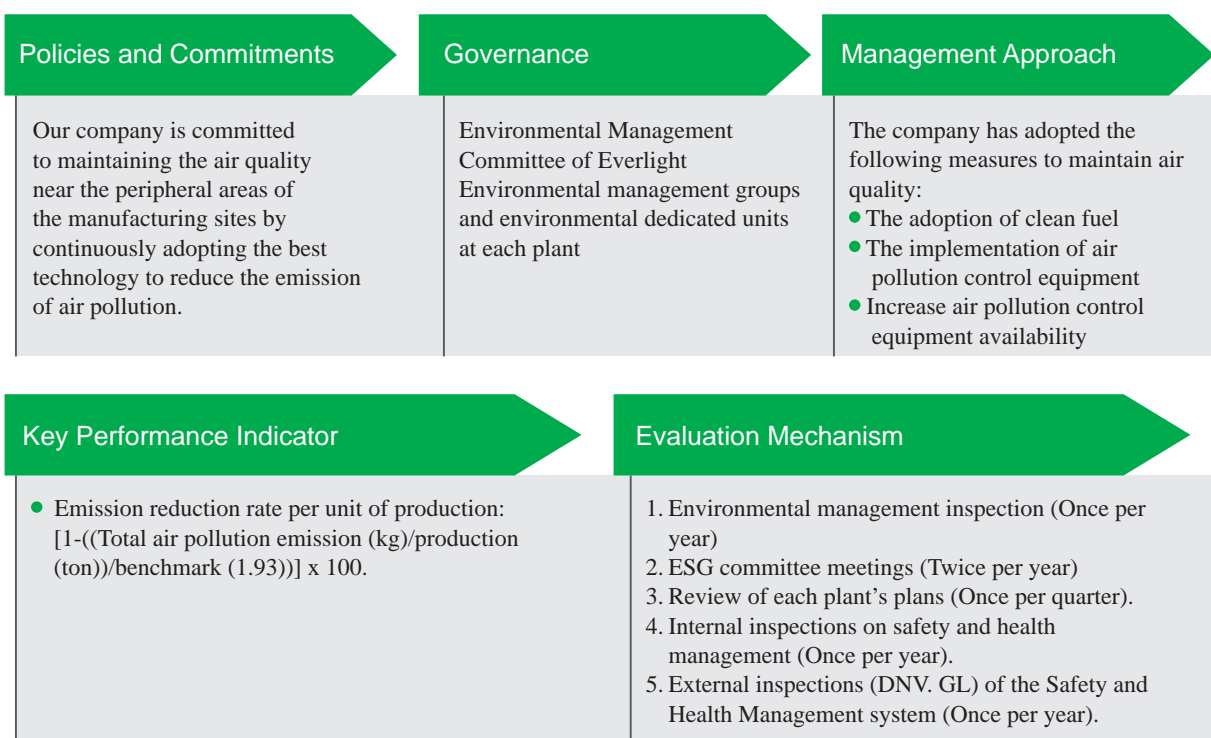 Policies and Commitments
Our company is committed
to maintaining the air quality
near the peripheral areas of
the manufacturing sites by
continuously adopting the best
technology to reduce the emission
of air pollution.
Governance
Environmental Management
Committee of Everlight
Environmental management groups
and environmental dedicated units
at each plant
Management Approach
The company has adopted the
following measures to maintain air
quality:
● The adoption of clean fuel
● The implementation of air
pollution control equipment
● Increase air pollution control
equipment availability
Key Performance Indicator
● Emission reduction rate per unit of production:
[1-((Total air pollution emission (kg)/production
(ton))/benchmark (1.93))] x 100.
Evaluation Mechanism
1. Environmental management inspection (Once per
year)
2. ESG committee meetings (Twice per year)
3. Review of each plant's plans (Once per quarter).
4. Internal inspections on safety and health
management (Once per year).
5. External inspections (DNV. GL) of the Safety and
Health Management system (Once per year).